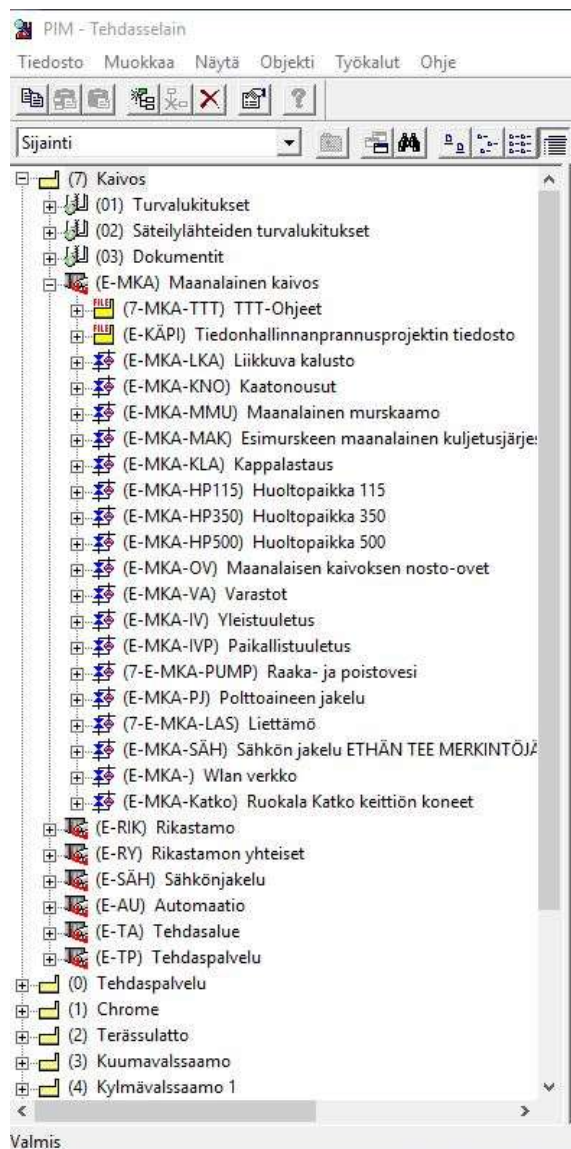 PIM - Tehdasselain
Tiedosto Muokkaa Näytä Objekti Työkalut Ohje
Sijainti
(7) Kaivos
(01) Turvalukitukset
(02) Säteilylähteiden turvalukitukset
(03) Dokumentit
(E-MKA) Maanalainen kaivos
FILE (7-MKA-TTT) TTT-Ohjeet
FILE (E-KÄPI) Tiedonhallinnanprannusprojektin tiedosto
(E-MKA-LKA) Liikkuva kalusto
(E-MKA-KNO) Kaatonousut
(E-MKA-MMU) Maanalainen murskaamo
(E-MKA-MAK) Esimurskeen maanalainen kuljetusjärje
(E-MKA-KLA) Kappalastaus
(E-MKA-HP115) Huoltopaikka 115
(E-MKA-HP350) Huoltopaikka 350
(E-MKA-HP500) Huoltopaikka 500
(E-MKA-OV) Maanalaisen kaivoksen nosto-ovet
(E-MKA-VA) Varastot
(E-MKA-IV) Yleistuuletus
(E-MKA-IVP) Paikallistuuletus
(7-E-MKA-PUMP) Raaka- ja poistovesi
(E-MKA-PJ) Polttoaineen jakelu
(7-E-MKA-LAS) Liettämö
(E-MKA-SÄH) Sähkön jakelu ETHÄN TEE MERKINTÖJÄ
(E-MKA-) Wlan verkko
(E-MKA-Katko) Ruokala Katko keittiön koneet
(E-RIK) Rikastamo
(E-RY) Rikastamon yhteiset
(E-SÄH) Sähkönjakelu
(E-AU) Automaatio
(E-TA) Tehdasalue
(E-TP) Tehdaspalvelu
(0) Tehdaspalvelu
(1) Chrome
(2) Terässulatto
(3) Kuumavalssaamo
(4) Kylmävalssaamo 1
Valmis